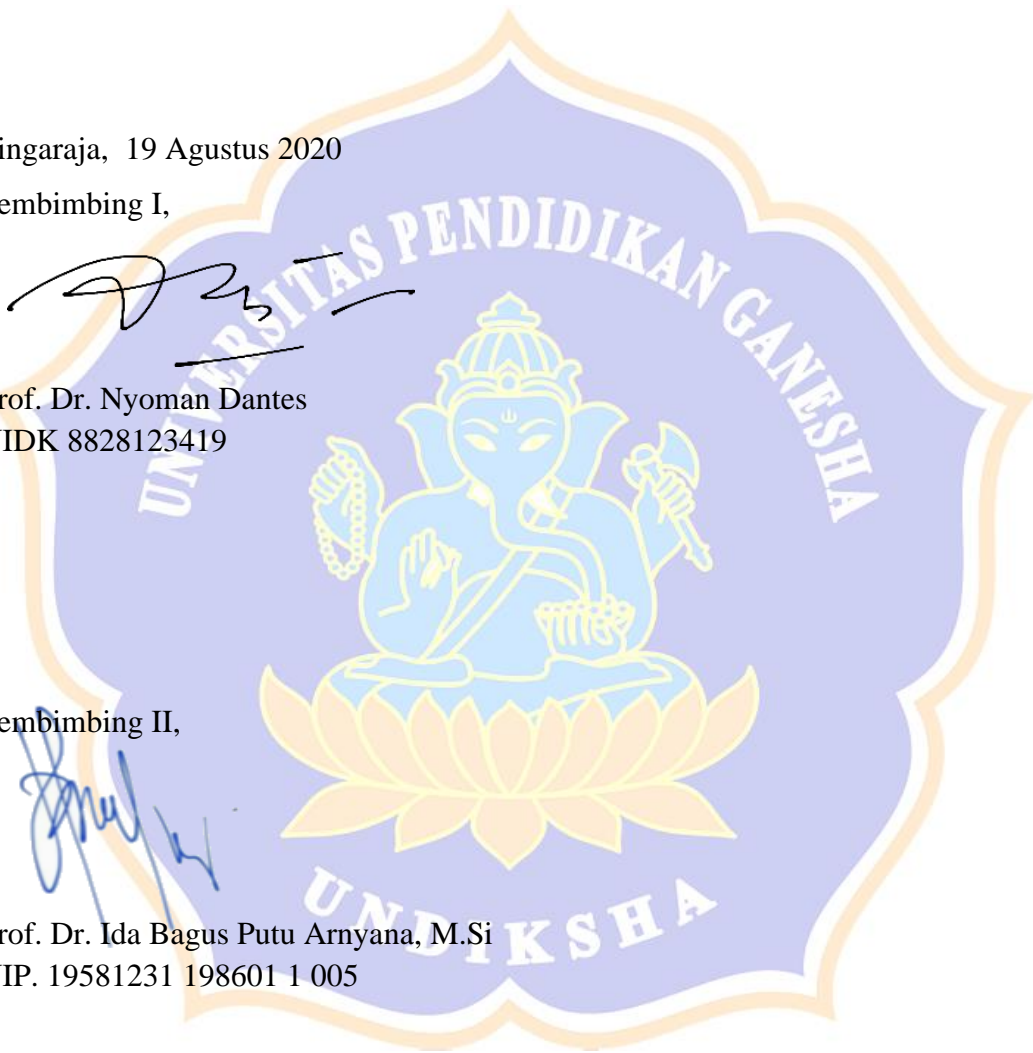 ingaraja, 19 Agustus 2020
embimbing I,
UNIVERSITAS PENDIDIKAN GANESHA
rof. Dr. Nyoman Dantes
IDK 8828123419
embimbing II,
rof. Dr. Ida Bagus Putu Arnyana, M.Si
IP. 19581231 198601 1 005
UNDIKSHA